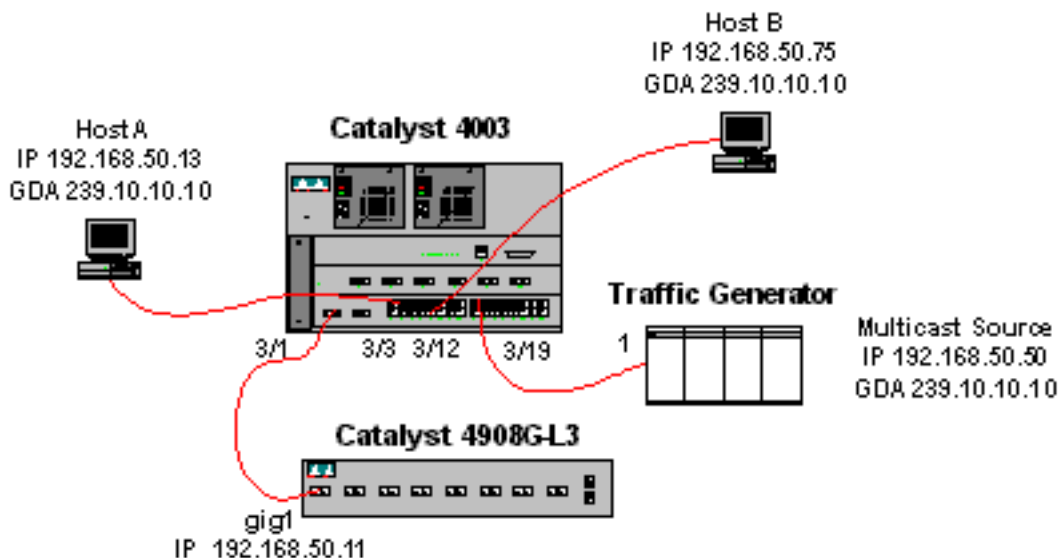 Host B
IP 192.168.50.75
GDA 239.10.10.10
Catalyst 4003
Host A
IP 192.168.50.13
GDA 239.10.10.10
Traffic Generator
Multicast Source
IP 192.168.50.50
GDA 239.10.10.10
1
3/1
3/3
3/12
3/19
Catalyst 4908G-L3
gig1
IP 192.168.50.11